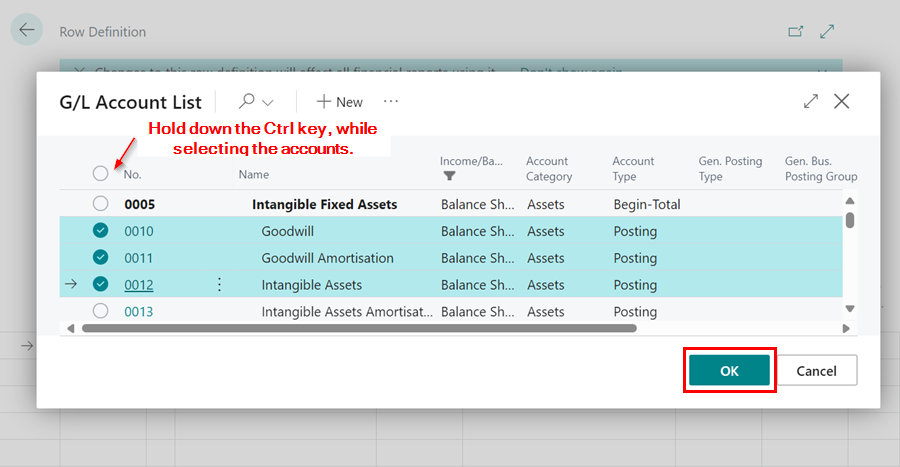 Row Definition
Changes to this row definition will affect all financial reports using it. Don't show again
G/L Account List
New
Hold down the Ctrl key, while
selecting the accounts.
No. Name Income/Ba... Account Category Account Type Gen. Posting Type Gen. Bus. Posting Group
0005 Intangible Fixed Assets Balance Sh... Assets Begin-Total
0010 Goodwill Balance Sh... Assets Posting
0011 Goodwill Amortisation Balance Sh... Assets Posting
0012 Intangible Assets Balance Sh... Assets Posting
0013 Intangible Assets Amortisat... Balance Sh... Assets Posting
OK Cancel